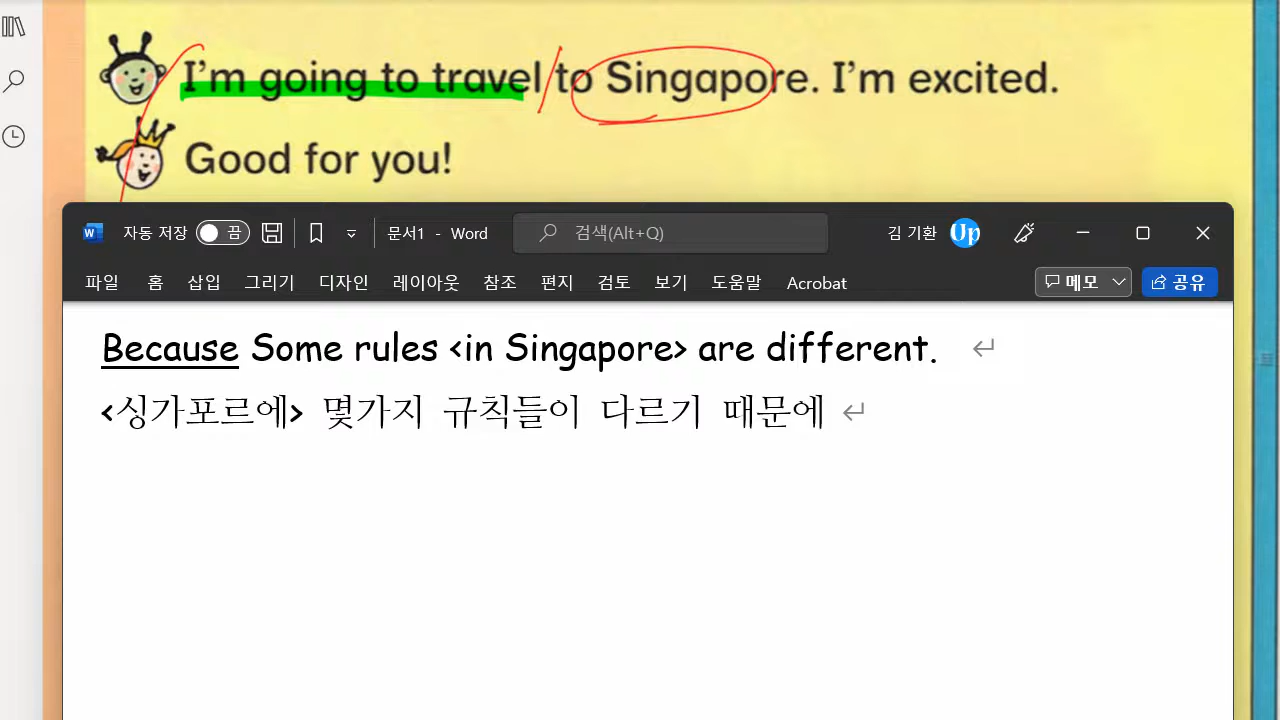 I'm going to travel to Singapore. I'm excited.
Good for you!
자동 저장 끔 문서1 - Word 검색(Alt+Q) 김 기환 Up
파일 홈 삽입 그리기 디자인 레이아웃 참조 편지 검토 보기 도움말 Acrobat 메모 공유
Because Some rules <in Singapore> are different.
<싱가포르에> 몇가지 규칙들이 다르기 때문에